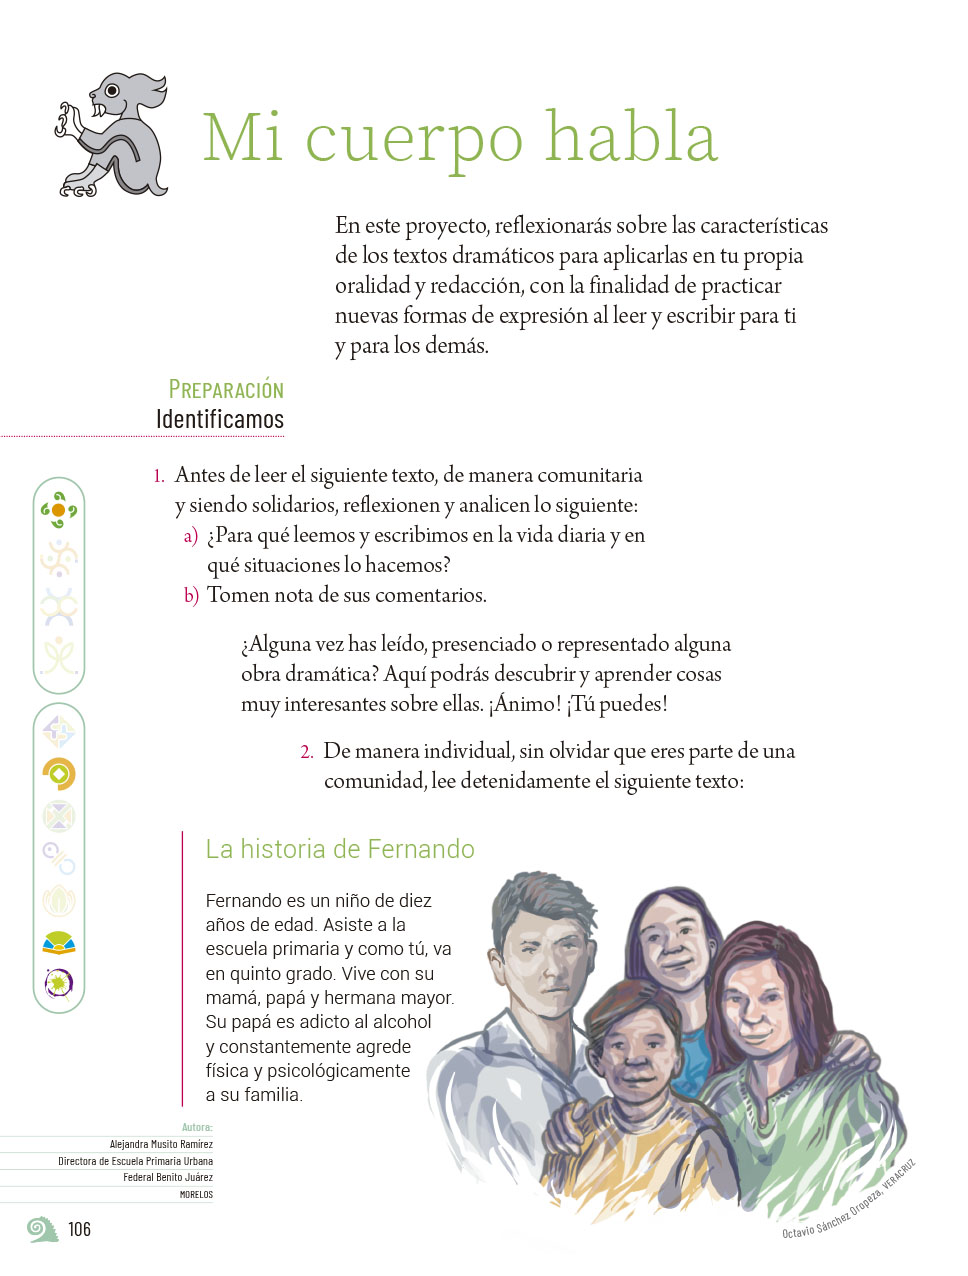 Mi cuerpo habla
En este proyecto, reflexionarás sobre las características
de los textos dramáticos para aplicarlas en tu propia
oralidad y redacción, con la finalidad de practicar
nuevas formas de expresión al leer y escribir para ti
y para los demás.
Preparación
Identificamos
1. Antes de leer el siguiente texto, de manera comunitaria
y siendo solidarios, reflexionen y analicen lo siguiente:
a) ¿Para qué leemos y escribimos en la vida diaria y en
qué situaciones lo hacemos?
b) Tomen nota de sus comentarios.
¿Alguna vez has leído, presenciado o representado alguna
obra dramática? Aquí podrás descubrir y aprender cosas
muy interesantes sobre ellas. ¡Ánimo! ¡Tú puedes!
2. De manera individual, sin olvidar que eres parte de una
comunidad, lee detenidamente el siguiente texto:
La historia de Fernando
Fernando es un niño de diez
años de edad. Asiste a la
escuela primaria y como tú, va
en quinto grado. Vive con su
mamá, papá y hermana mayor.
Su papá es adicto al alcohol
y constantemente agrede
física y psicológicamente
a su familia.
Autora:
Alejandra Musito Ramírez
Directora de Escuela Primaria Urbana
Federal Benito Juárez
MORELOS
Octavio Sánchez Oropeza, VERACRUZ
106